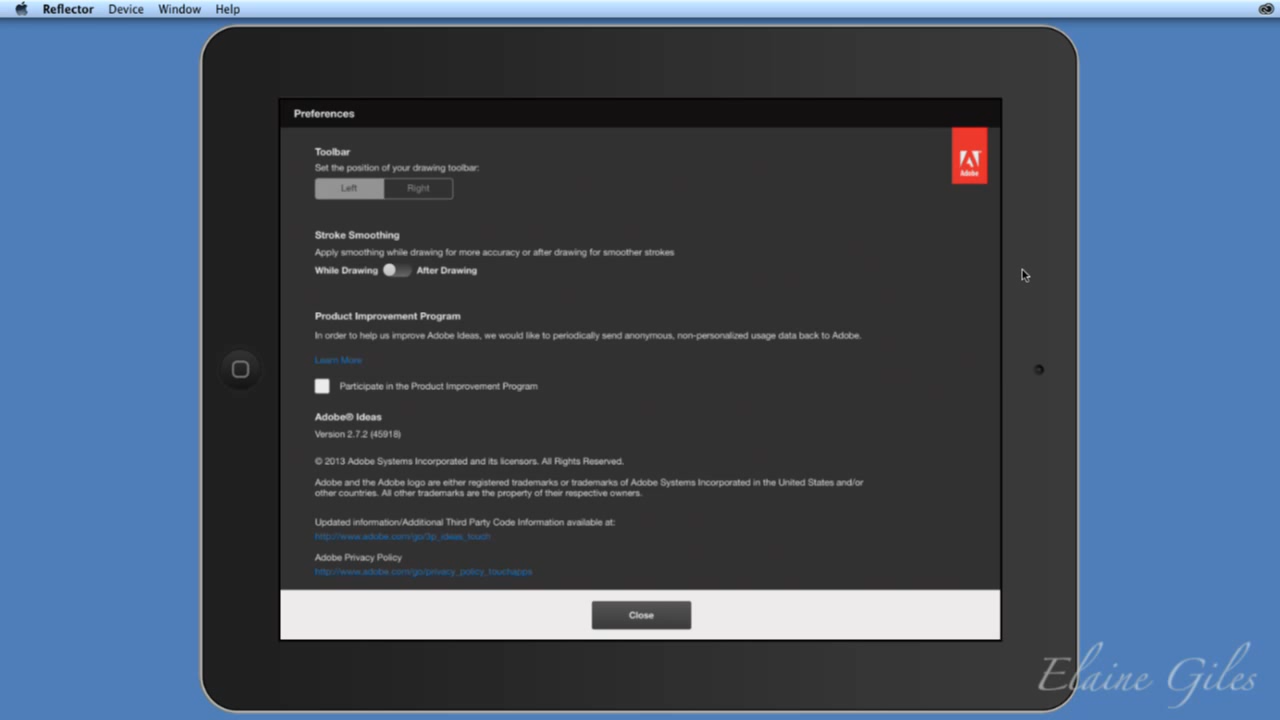 Reflector Device Window Help
Preferences
Adobe
Toolbar
Set the position of your drawing toolbar:
Left Right
Stroke Smoothing
Apply smoothing while drawing for more accuracy or after drawing for smoother strokes
While Drawing After Drawing
Product Improvement Program
In order to help us improve Adobe Ideas, we would like to periodically send anonymous, non-personalized usage data back to Adobe.
Learn More
Participate in the Product Improvement Program
Adobe® Ideas
Version 2.7.2 (45918)
© 2013 Adobe Systems Incorporated and its licensors. All Rights Reserved.
Adobe and the Adobe logo are either registered trademarks or trademarks of Adobe Systems Incorporated in the United States and/or
other countries. All other trademarks are the property of their respective owners.
Updated information/Additional Third Party Code Information available at:
http://www.adobe.com/go/3p_ideas_touch
Adobe Privacy Policy
http://www.adobe.com/go/privacy_policy_touchapps
Close
Elaine Giles